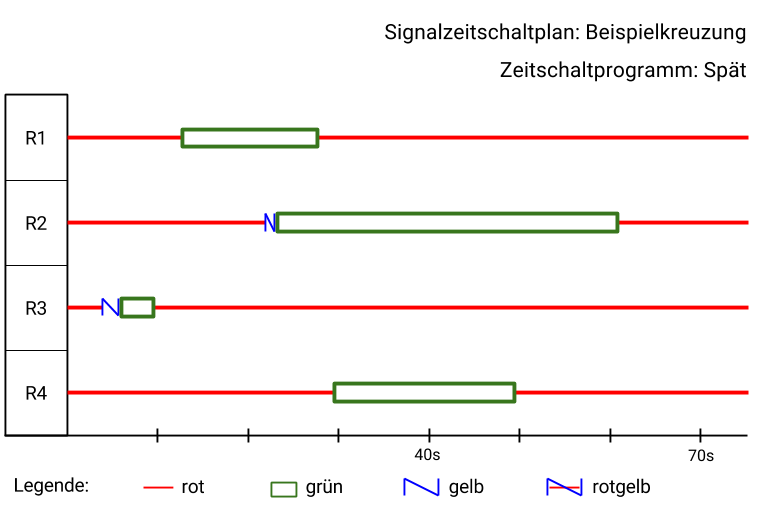 Signalzeitschaltplan: Beispielkreuzung
Zeitschaltprogramm: Spät
R1
R2
R3
R4
40s 70s
Legende: rot grün gelb rotgelb